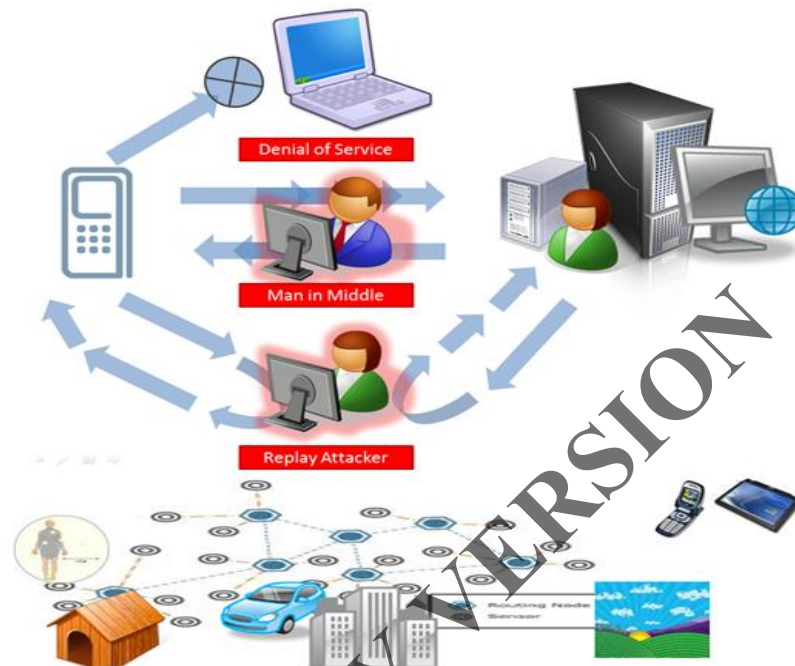 Denial of Service
Man in Middle
Replay Attacker
Routing Node
Sensor
Y VERSION